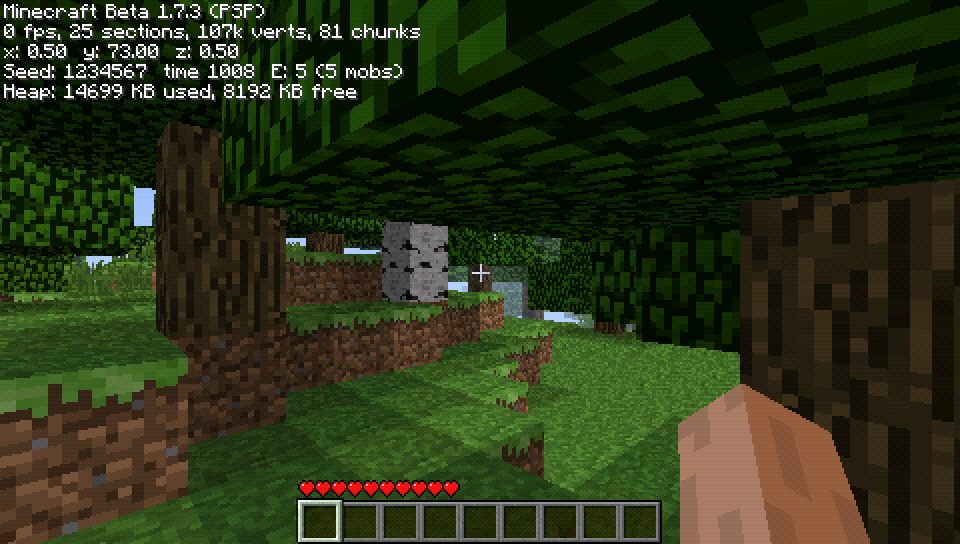 Minecraft Beta 1.7.3 (PSP)
0 fps, 25 sections, 107k verts, 81 chunks
x: 0.50 y: 73.00 z: 0.50
Seed: 1234567 time 1008 E: 5 (5 mobs)
Heap: 14699 KB used, 8192 KB free